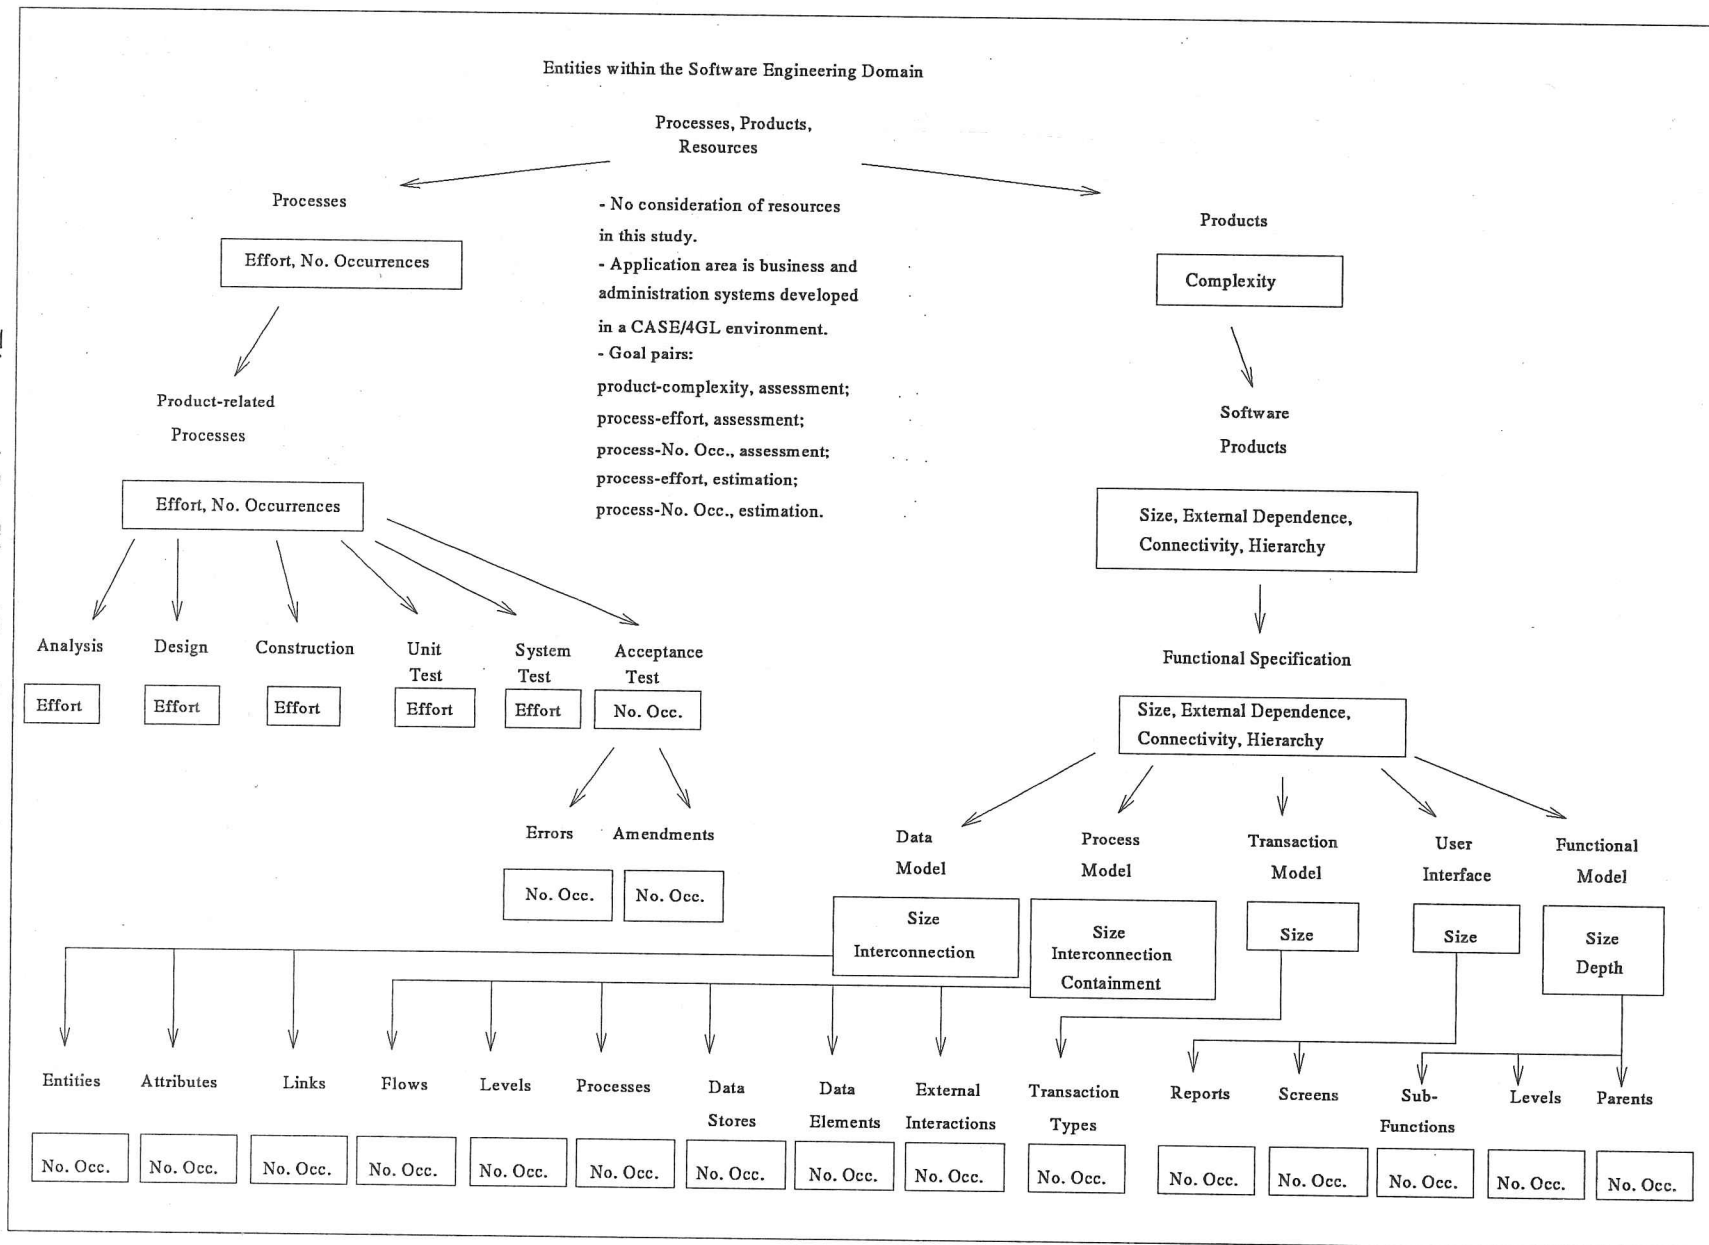 Entities within the Software Engineering Domain
Processes, Products,
Resources
Processes
Effort, No. Occurrences
Product-related
Processes
Effort, No. Occurrences
- No consideration of resources
in this study.
- Application area is business and
administration systems developed
in a CASE/4GL environment.
- Goal pairs:
product-complexity, assessment;
process-effort, assessment;
process-No. Occ., assessment;
process-effort, estimation;
process-No. Occ., estimation.
Products
Complexity
Software
Products
Size, External Dependence,
Connectivity, Hierarchy
Functional Specification
Size, External Dependence,
Connectivity, Hierarchy
Analysis
Effort
Design
Effort
Construction
Effort
Unit
Test
Effort
System
Test
Effort
Acceptance
Test
No. Occ.
Errors
No. Occ.
Amendments
No. Occ.
Data
Model
Size
Interconnection
Process
Model
Size
Interconnection
Containment
Transaction
Model
Size
User
Interface
Size
Functional
Model
Size
Depth
Entities
No. Occ.
Attributes
No. Occ.
Links
No. Occ.
Flows
No. Occ.
Levels
No. Occ.
Processes
No. Occ.
Data
Stores
No. Occ.
Data
Elements
No. Occ.
External
Interactions
No. Occ.
Transaction
Types
No. Occ.
Reports
No. Occ.
Screens
No. Occ.
Sub-
Functions
No. Occ.
Levels
No. Occ.
Parents
No. Occ.